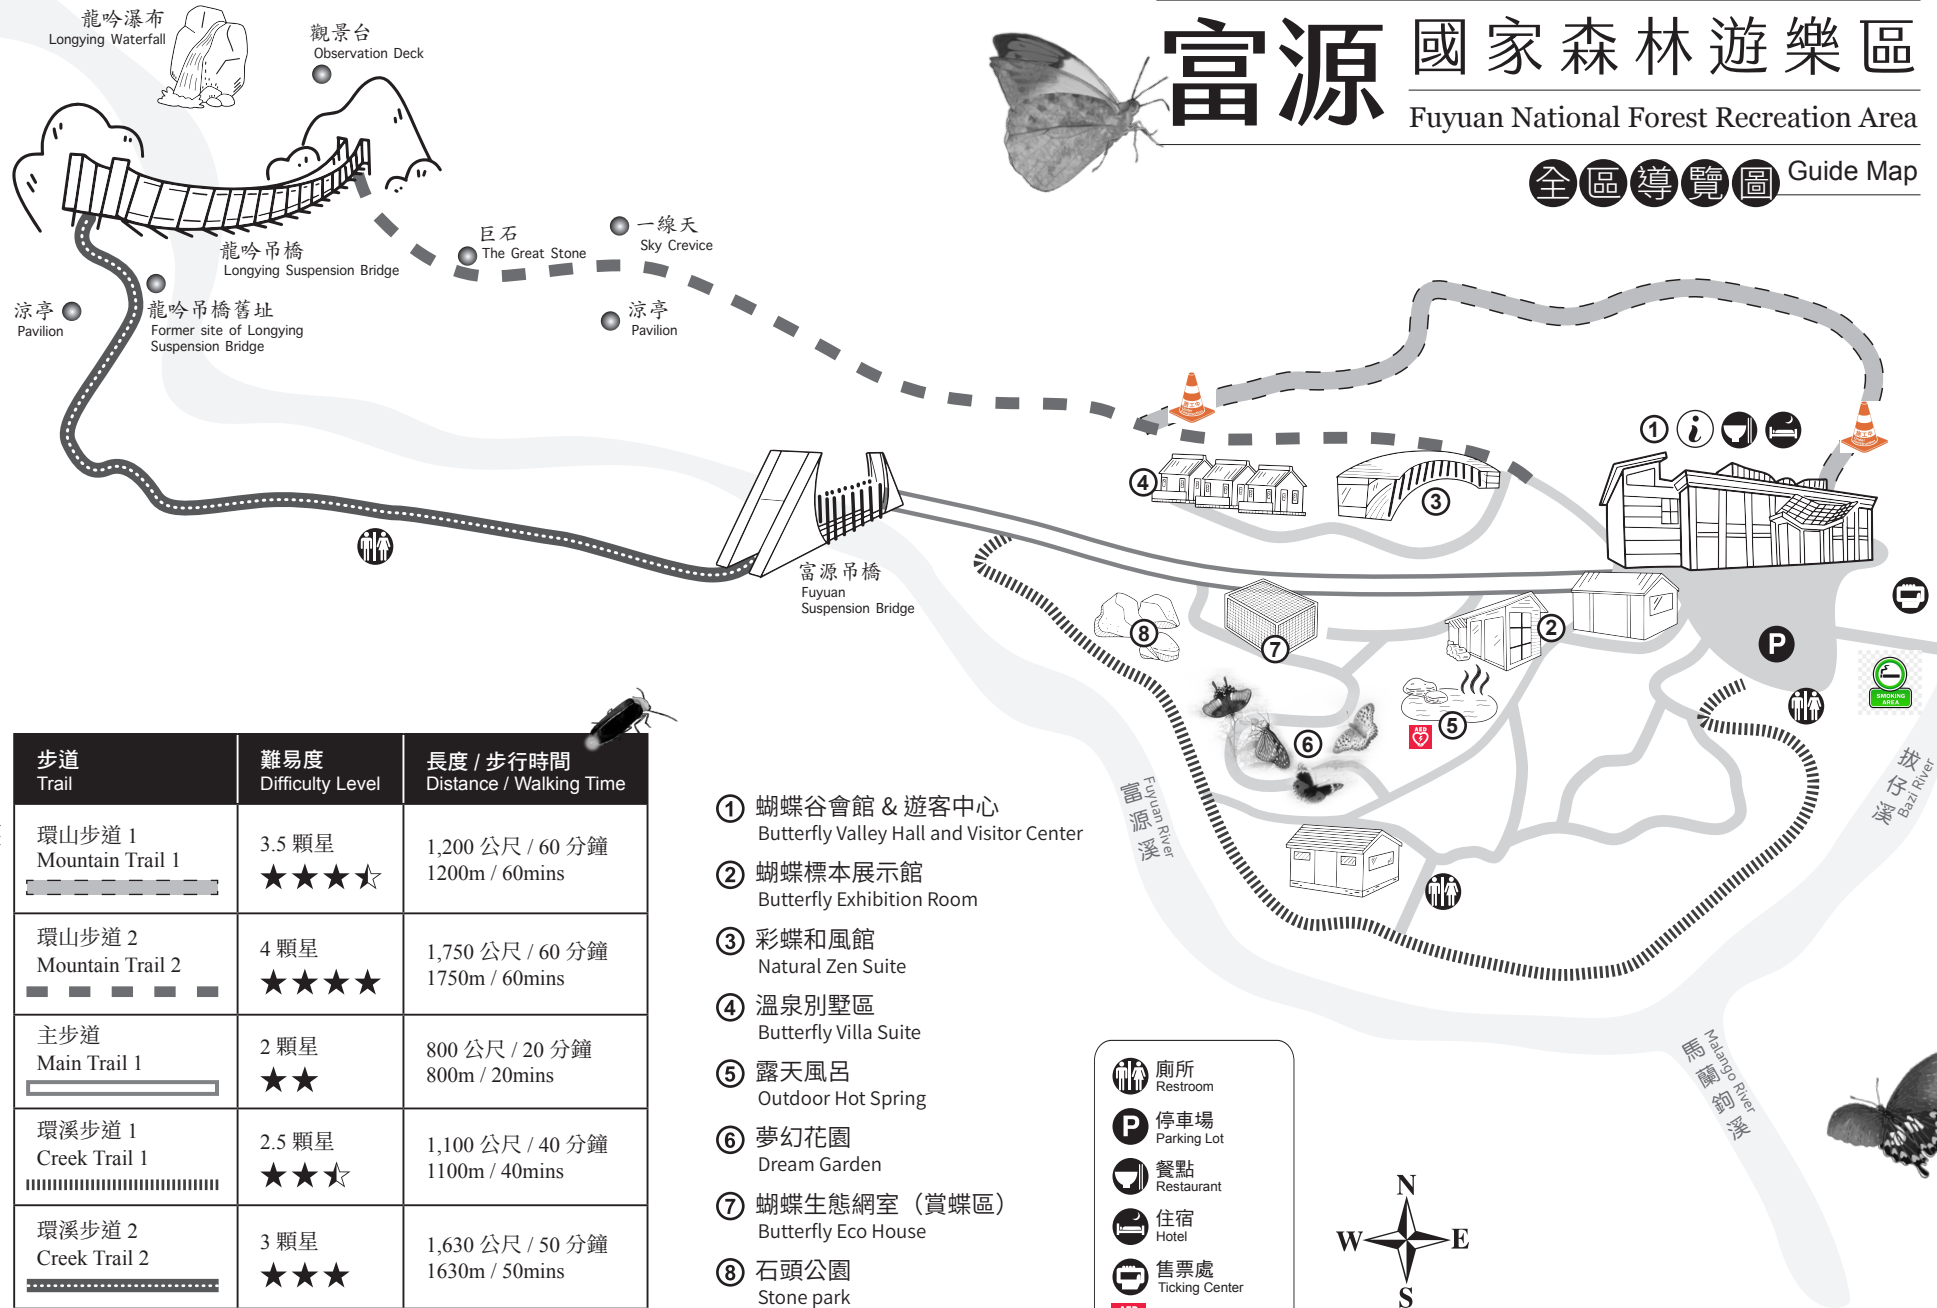 富源 國家森林遊樂區
Fuyuan National Forest Recreation Area
全區導覽圖 Guide Map
龍吟瀑布
Longying Waterfall
觀景台
Observation Deck
龍吟吊橋
Longying Suspension Bridge
巨石
The Great Stone
一線天
Sky Crevice
涼亭
Pavilion
龍吟吊橋舊址
Former site of Longying
Suspension Bridge
涼亭
Pavilion
富源吊橋
Fuyuan
Suspension Bridge
1
4
3
2
8
7
5
AED
6
P
SMOKING
AREA
富源溪
Fuyuan River
拔仔溪
Bazi River
馬蘭鉤溪
Malango River
步道
Trail
難易度
Difficulty Level
長度 / 步行時間
Distance / Walking Time
環山步道 1
Mountain Trail 1
3.5 顆星
1,200 公尺 / 60 分鐘
1200m / 60mins
環山步道 2
Mountain Trail 2
4 顆星
1,750 公尺 / 60 分鐘
1750m / 60mins
主步道
Main Trail 1
2 顆星
800 公尺 / 20 分鐘
800m / 20mins
環溪步道 1
Creek Trail 1
2.5 顆星
1,100 公尺 / 40 分鐘
1100m / 40mins
環溪步道 2
Creek Trail 2
3 顆星
1,630 公尺 / 50 分鐘
1630m / 50mins
1 蝴蝶谷會館 & 遊客中心
Butterfly Valley Hall and Visitor Center
2 蝴蝶標本展示館
Butterfly Exhibition Room
3 彩蝶和風館
Natural Zen Suite
4 溫泉別墅區
Butterfly Villa Suite
5 露天風呂
Outdoor Hot Spring
6 夢幻花園
Dream Garden
7 蝴蝶生態網室（賞蝶區）
Butterfly Eco House
8 石頭公園
Stone park
廁所
Restroom
P 停車場
Parking Lot
餐點
Restaurant
住宿
Hotel
售票處
Ticking Center
N
W E
S